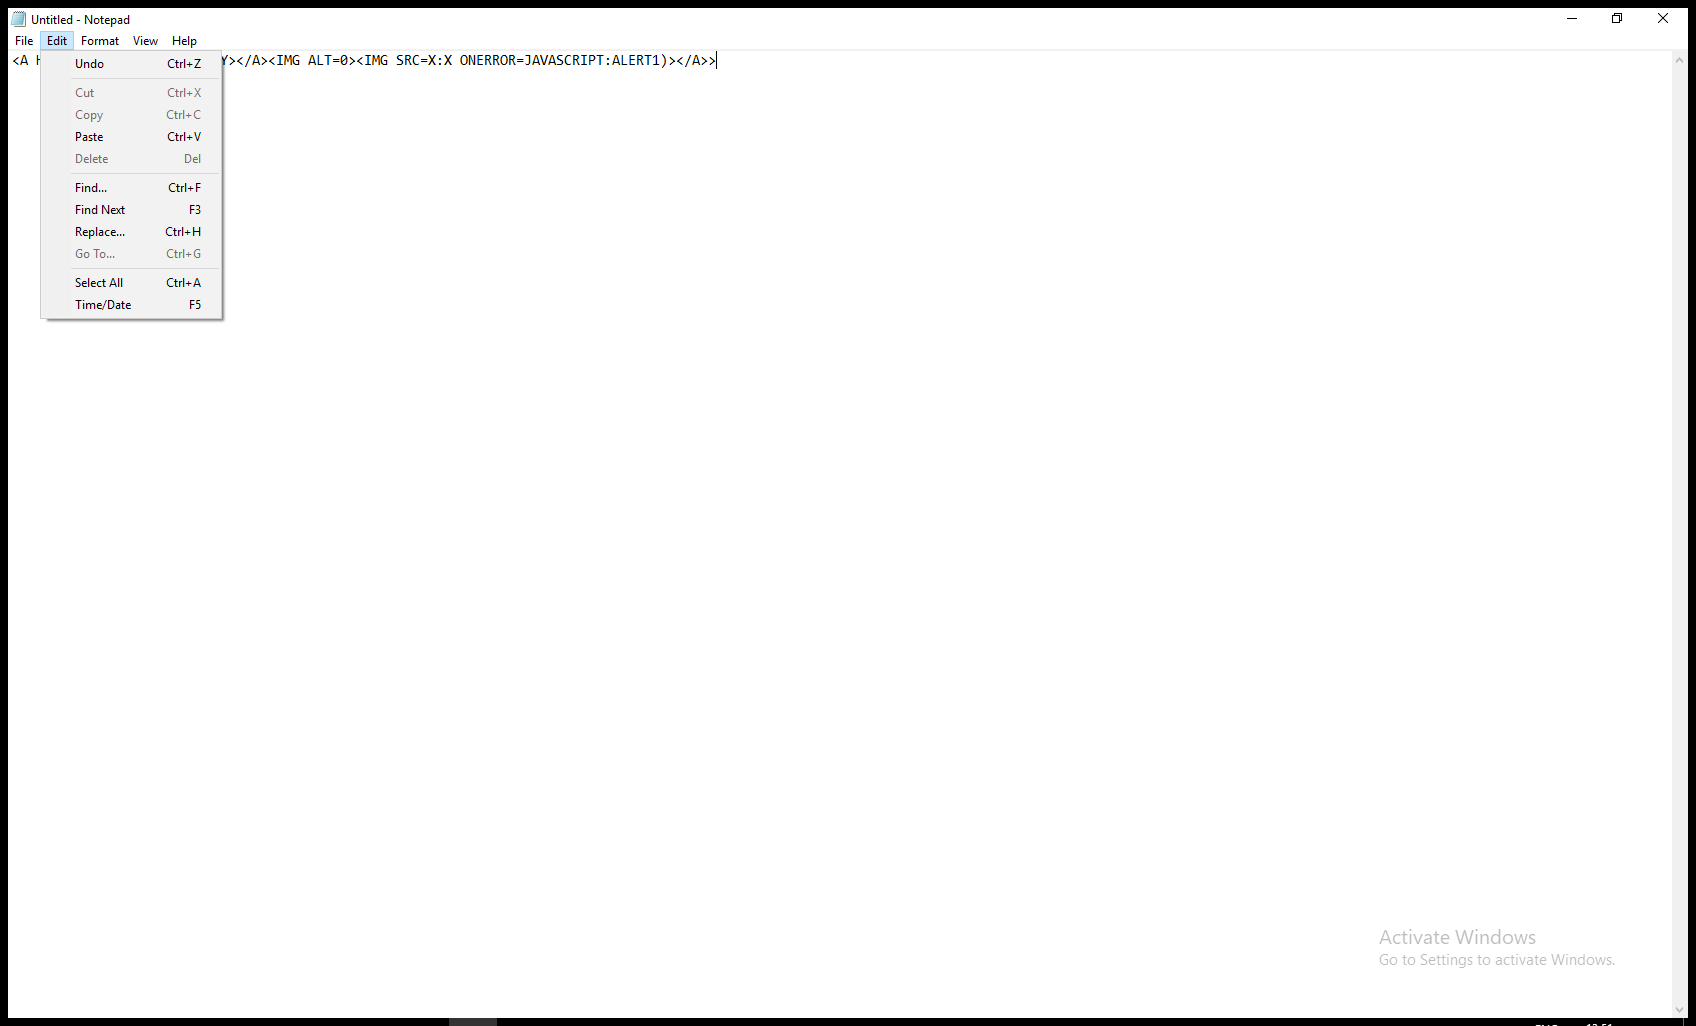 Untitled - Notepad
File Edit Format View Help
<A Y></A><IMG ALT=0><IMG SRC=X:X ONERROR=JAVASCRIPT:ALERT1)></A>>
Undo Ctrl+Z
Cut Ctrl+X
Copy Ctrl+C
Paste Ctrl+V
Delete Del
Find... Ctrl+F
Find Next F3
Replace... Ctrl+H
Go To... Ctrl+G
Select All Ctrl+A
Time/Date F5
Activate Windows
Go to Settings to activate Windows.